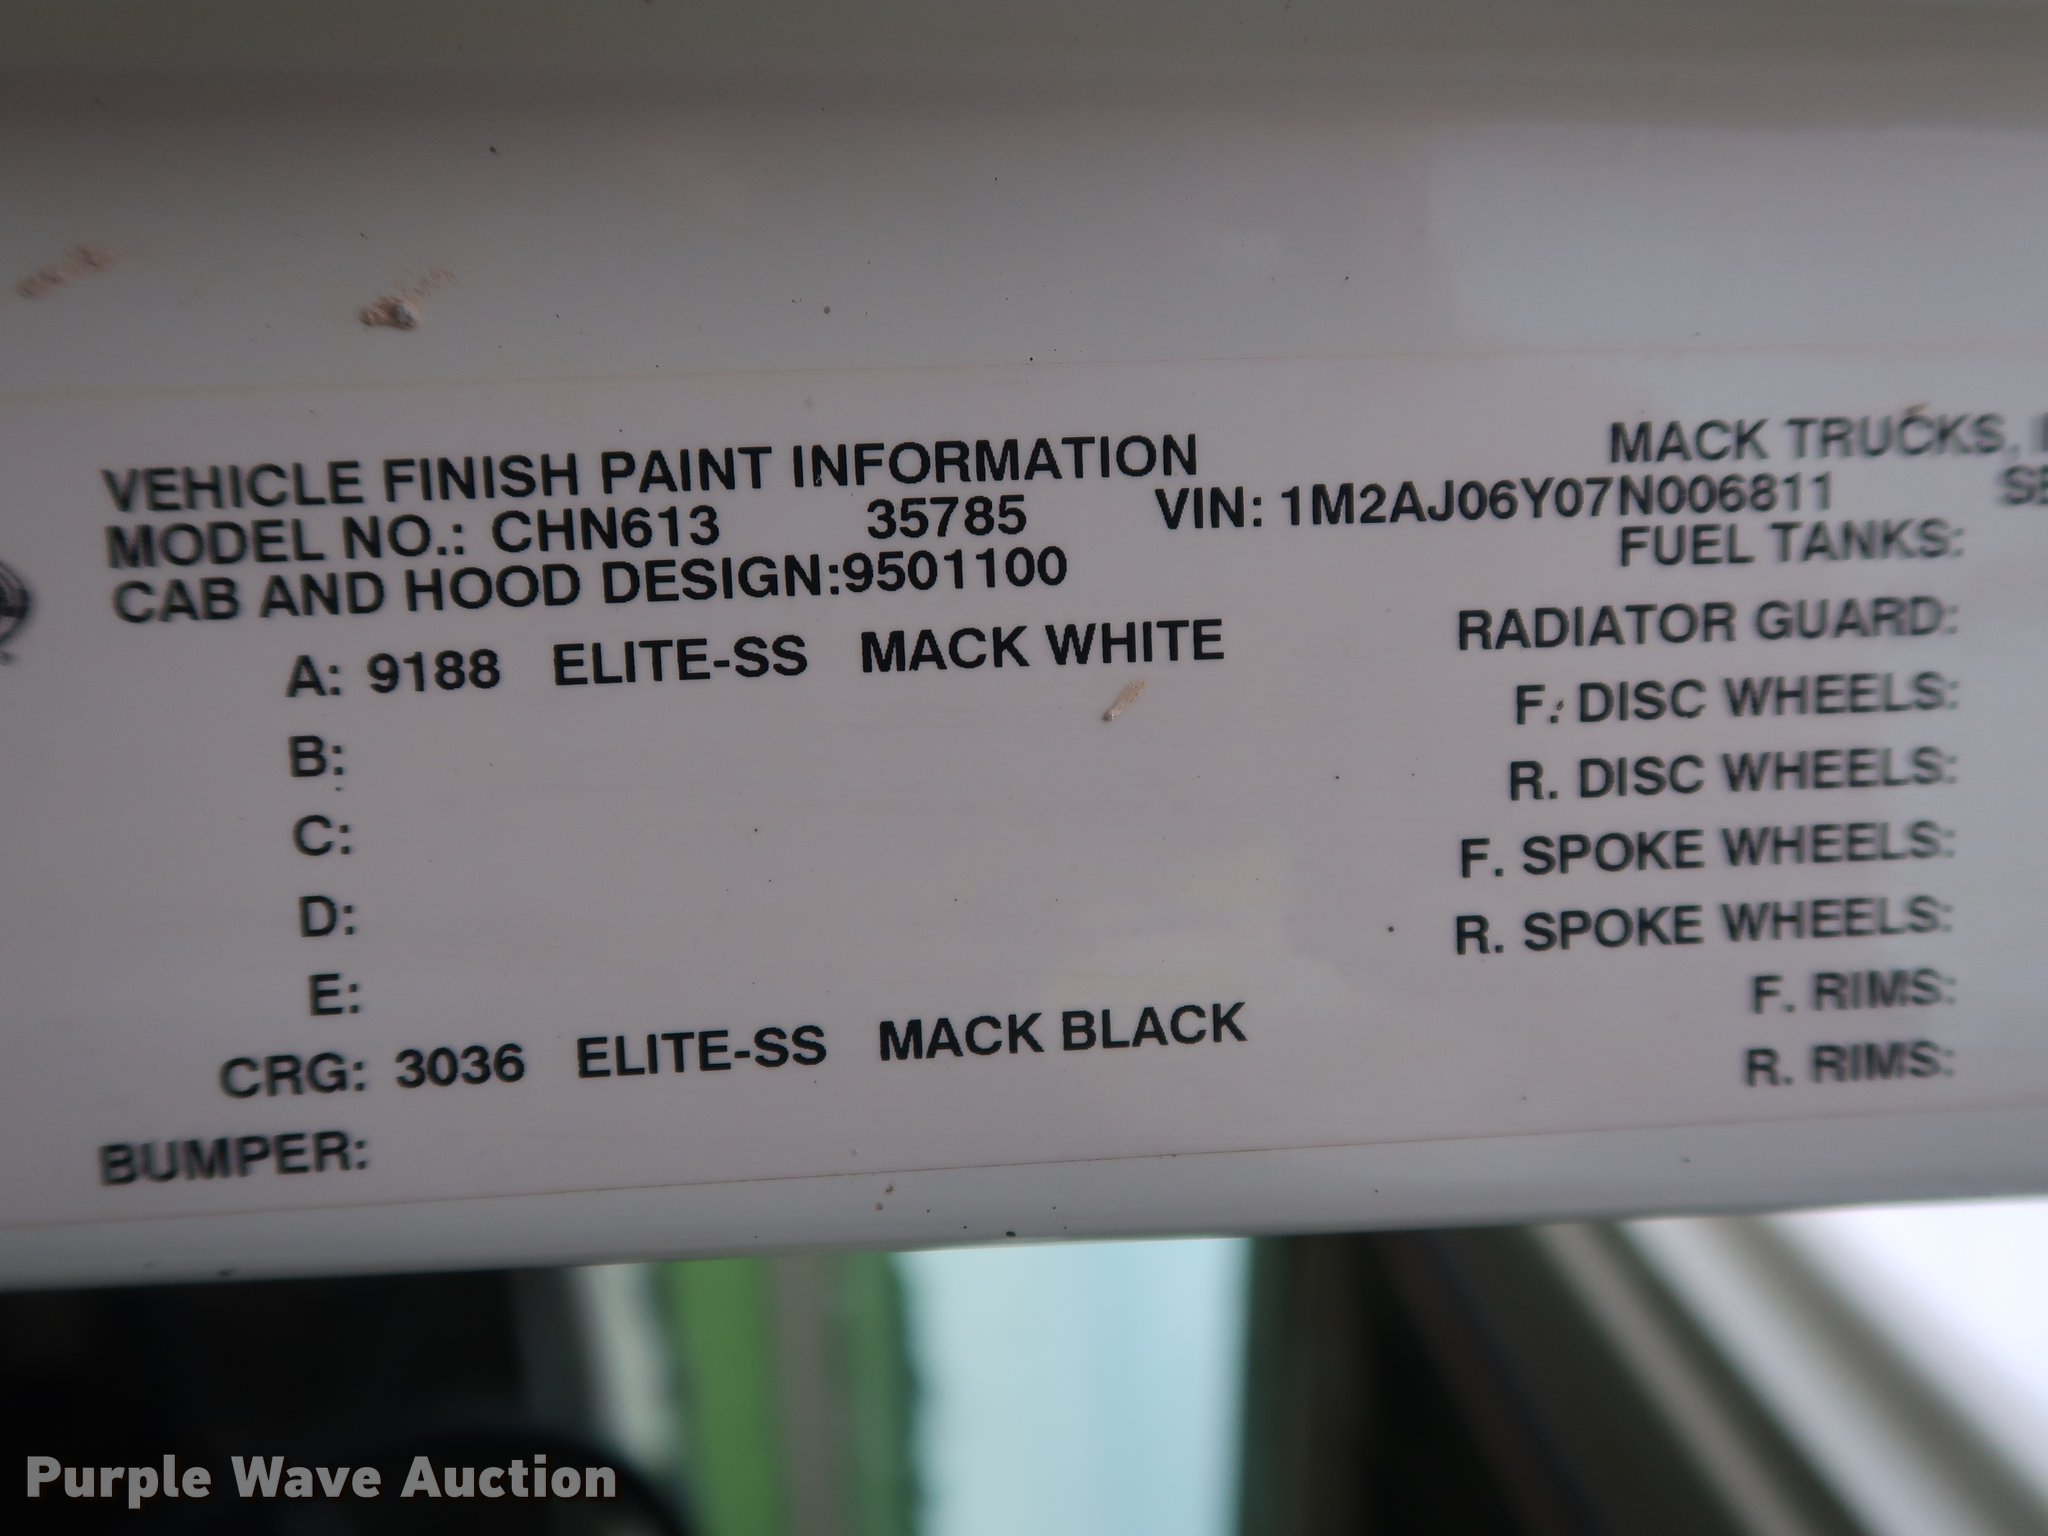 VEHICLE FINISH PAINT INFORMATION MACK TRUCKS,
MODEL NO.: CHN613 35785 VIN: 1M2AJ06Y07N006811
CAB AND HOOD DESIGN:9501100 FUEL TANKS:
A: 9188 ELITE-SS MACK WHITE RADIATOR GUARD:
B: F. DISC WHEELS:
C: R. DISC WHEELS:
D: F. SPOKE WHEELS:
E: R. SPOKE WHEELS:
CRG: 3036 ELITE-SS MACK BLACK F. RIMS:
BUMPER: R. RIMS:
Purple Wave Auction